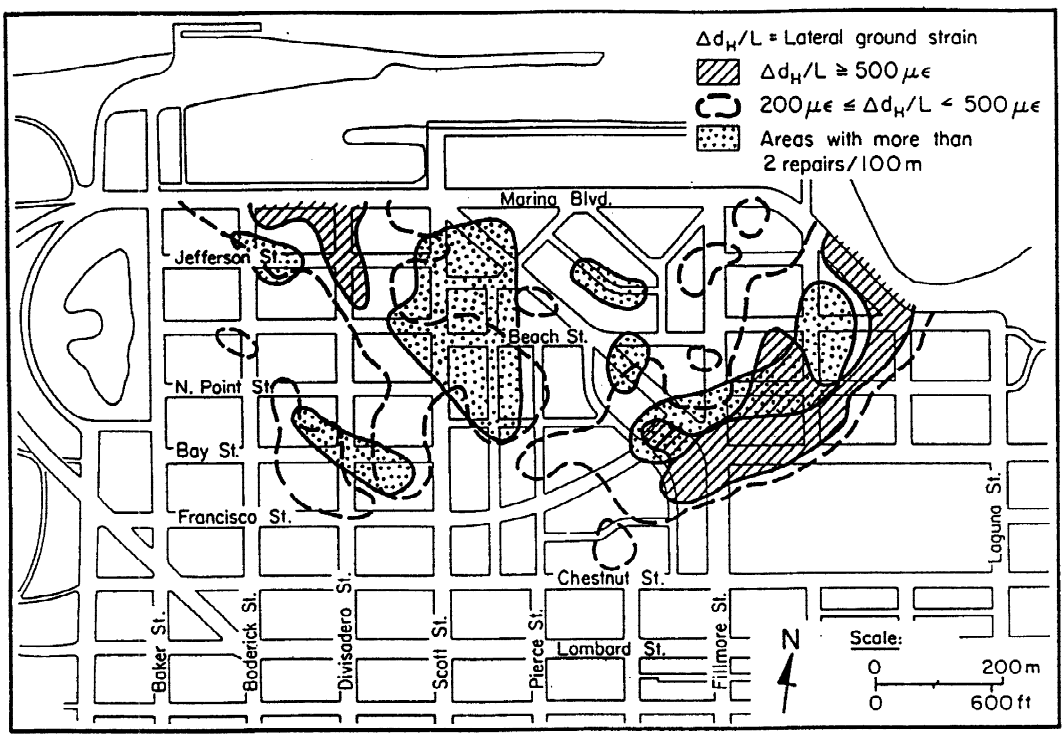 Δd_H/L = Lateral ground strain
Δd_H/L ≥ 500 με
200 με ≤ Δd_H/L < 500 με
Areas with more than
2 repairs/100 m
Marina Blvd.
Jefferson St.
Beach St.
N. Point St.
Bay St.
Francisco St.
Chestnut St.
Lombard St.
Baker St.
Boderick St.
Divisadero St.
Scott St.
Pierce St.
Fillmore St.
Laguna St.
N
Scale:
0 200 m
0 600 ft